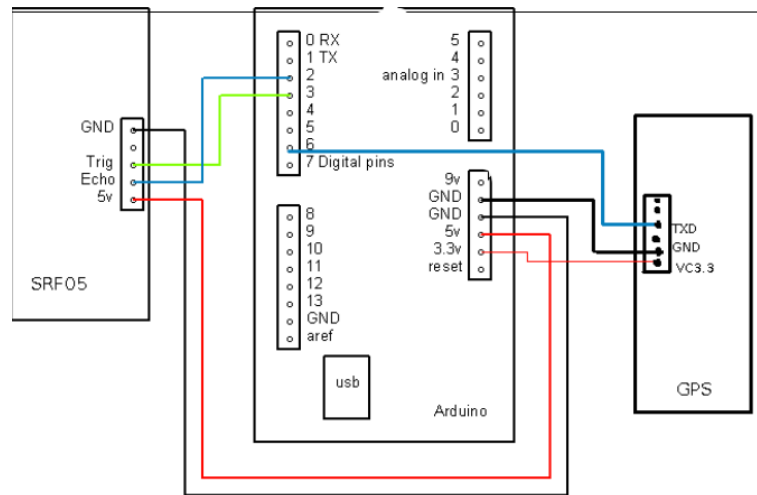 GND
Trig
Echo
5v
SRF05
0 RX
1 TX
2
3
4
5
6
7 Digital pins
8
9
10
11
12
13
GND
aref
usb
5
4
analog in 3
2
1
0
9v
GND
GND
5v
3.3v
reset
Arduino
TXD
GND
VC3.3
GPS